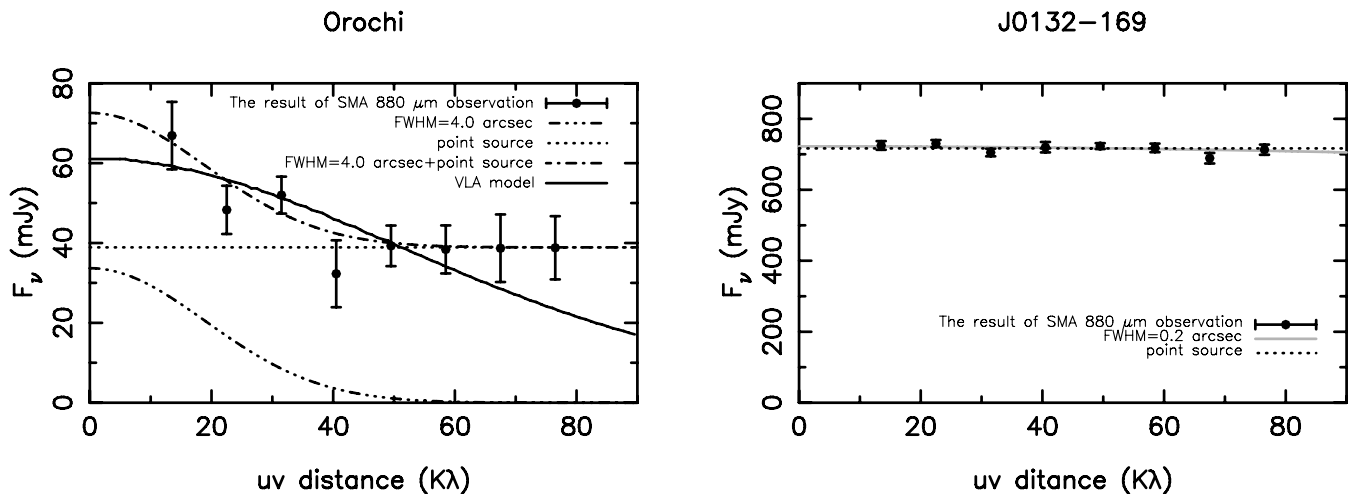 Orochi
80
60
40
20
0
Fν (mJy)
The result of SMA 880 μm observation
FWHM=4.0 arcsec
point source
FWHM=4.0 arcsec+point source
VLA model
0 20 40 60 80
uv distance (Kλ)
J0132−169
800
600
400
200
0
Fν (mJy)
The result of SMA 880 μm observation
FWHM=0.2 arcsec
point source
0 20 40 60 80
uv ditance (Kλ)